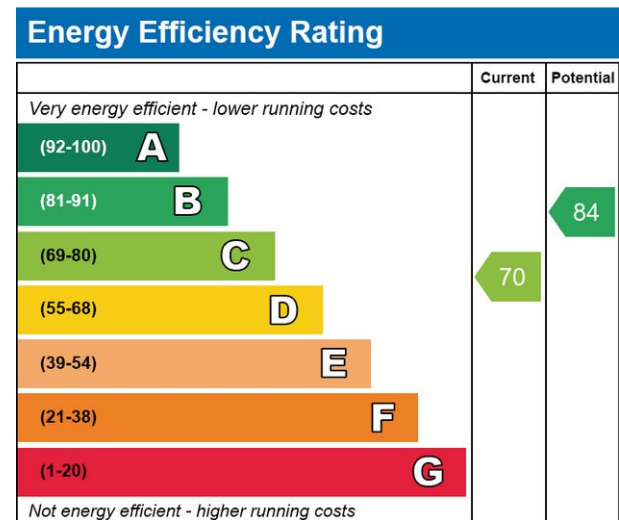 Energy Efficiency Rating
Current Potential
Very energy efficient - lower running costs
(92-100) A
(81-91) B
84
(69-80) C
70
(55-68) D
(39-54) E
(21-38) F
(1-20) G
Not energy efficient - higher running costs